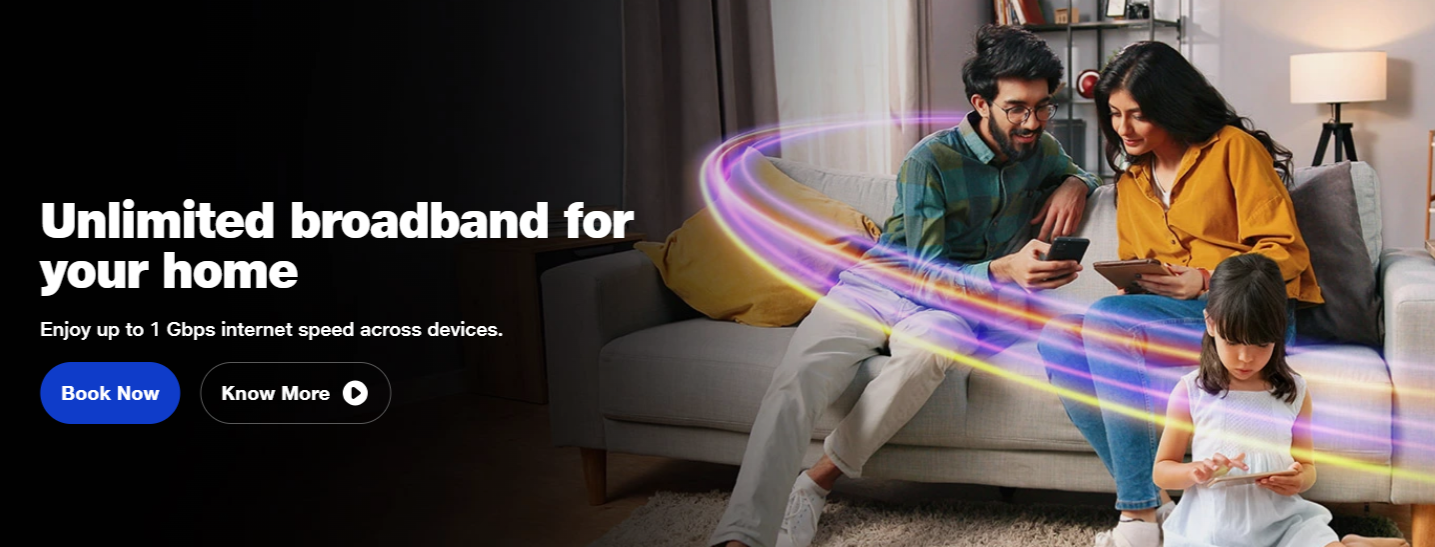 Unlimited broadband for
your home
Enjoy up to 1 Gbps internet speed across devices.
Book Now
Know More